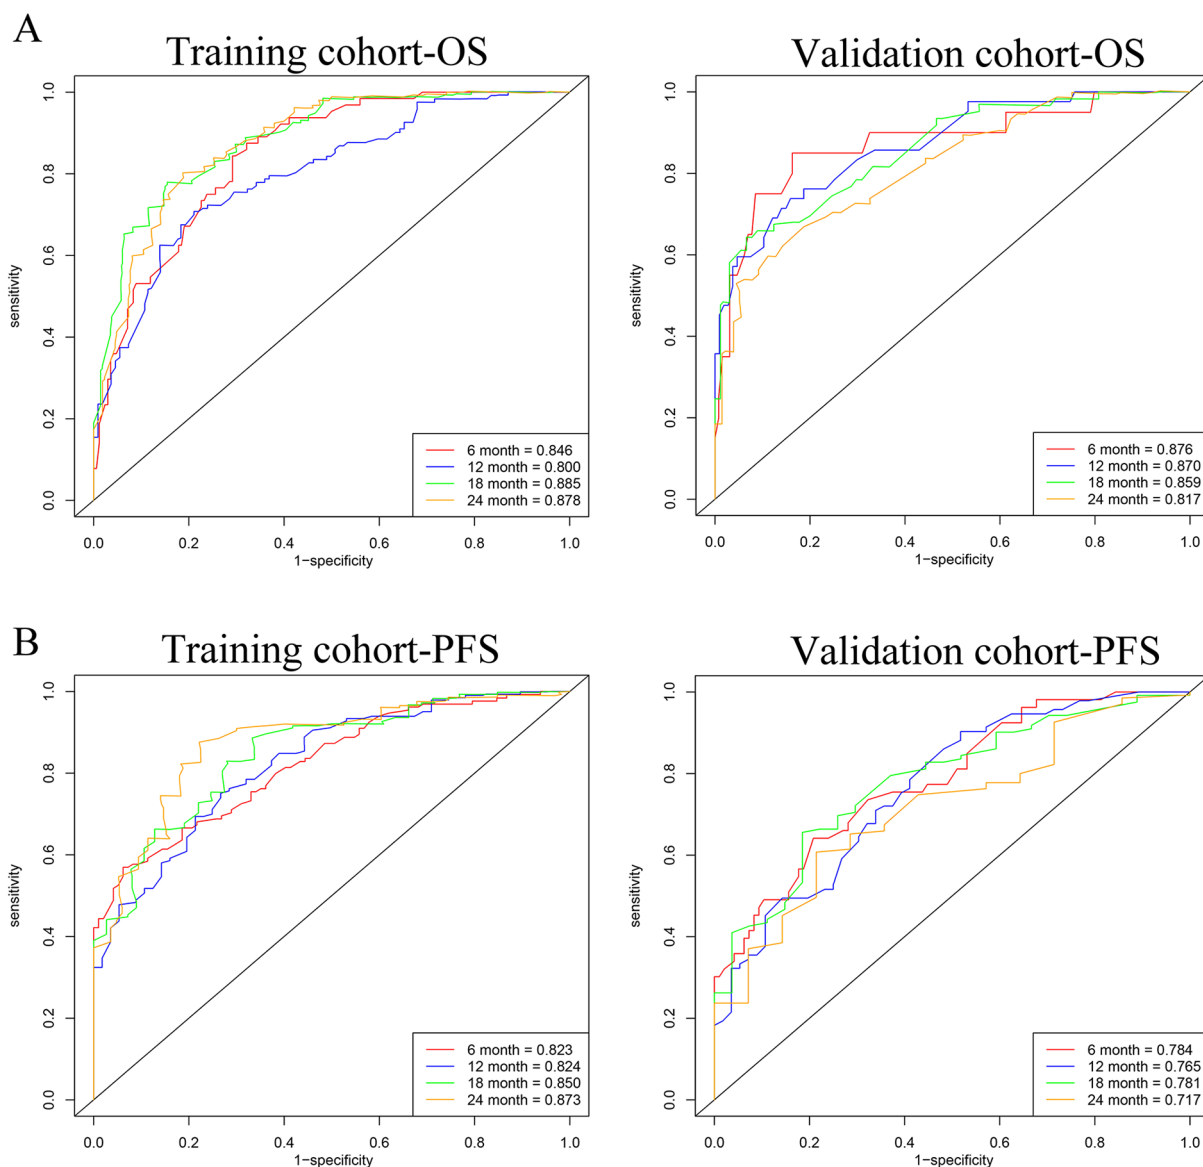 A
Training cohort-OS
Validation cohort-OS
sensitivity
0.0 0.2 0.4 0.6 0.8 1.0
6 month = 0.846
12 month = 0.800
18 month = 0.885
24 month = 0.878
0.0 0.2 0.4 0.6 0.8 1.0
1−specificity
sensitivity
0.0 0.2 0.4 0.6 0.8 1.0
6 month = 0.876
12 month = 0.870
18 month = 0.859
24 month = 0.817
0.0 0.2 0.4 0.6 0.8 1.0
1−specificity
B
Training cohort-PFS
Validation cohort-PFS
sensitivity
0.0 0.2 0.4 0.6 0.8 1.0
6 month = 0.823
12 month = 0.824
18 month = 0.850
24 month = 0.873
0.0 0.2 0.4 0.6 0.8 1.0
1−specificity
sensitivity
0.0 0.2 0.4 0.6 0.8 1.0
6 month = 0.784
12 month = 0.765
18 month = 0.781
24 month = 0.717
0.0 0.2 0.4 0.6 0.8 1.0
1−specificity